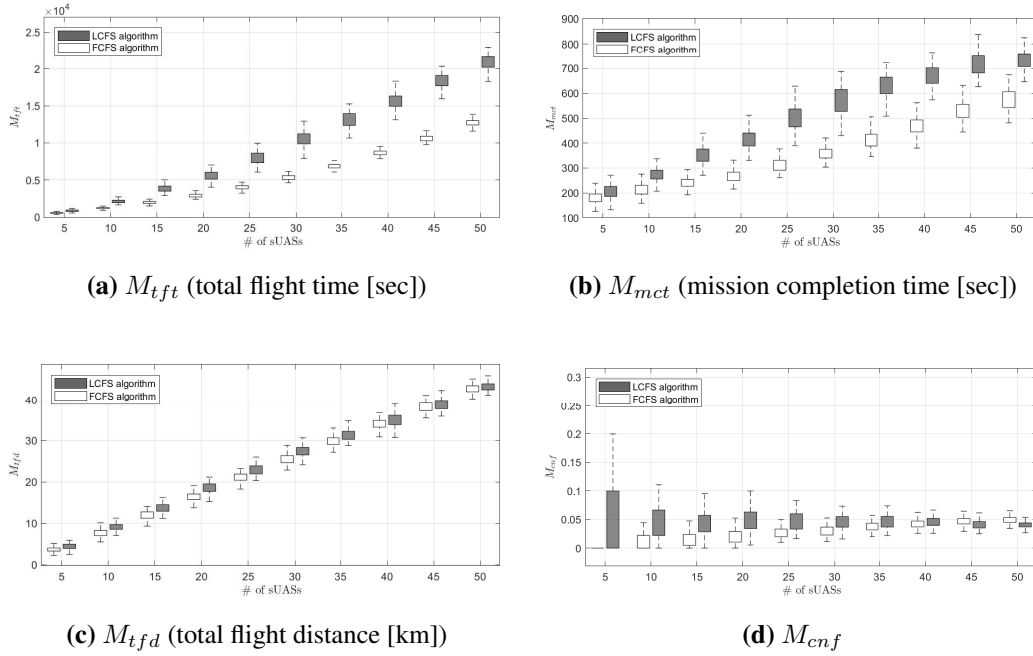 ×10⁴
2.5
2
1.5
1
0.5
0
M_tft
LCFS algorithm
FCFS algorithm
5 10 15 20 25 30 35 40 45 50
# of sUASs
(a) M_tft (total flight time [sec])
900
800
700
600
500
400
300
200
100
M_mct
LCFS algorithm
FCFS algorithm
5 10 15 20 25 30 35 40 45 50
# of sUASs
(b) M_mct (mission completion time [sec])
40
30
20
10
0
M_tfd
LCFS algorithm
FCFS algorithm
5 10 15 20 25 30 35 40 45 50
# of sUASs
(c) M_tfd (total flight distance [km])
0.3
0.25
0.2
0.15
0.1
0.05
0
M_cnf
LCFS algorithm
FCFS algorithm
5 10 15 20 25 30 35 40 45 50
# of sUASs
(d) M_cnf